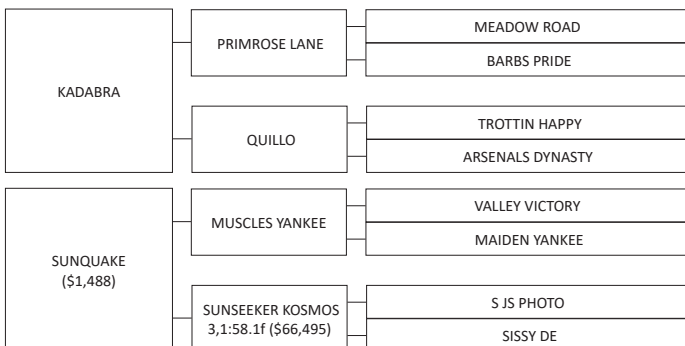 KADABRA
PRIMROSE LANE
MEADOW ROAD
BARBS PRIDE
QUILLO
TROTTIN HAPPY
ARSENALS DYNASTY
SUNQUAKE
($1,488)
MUSCLES YANKEE
VALLEY VICTORY
MAIDEN YANKEE
SUNSEEKER KOSMOS
3,1:58.1f ($66,495)
S JS PHOTO
SISSY DE